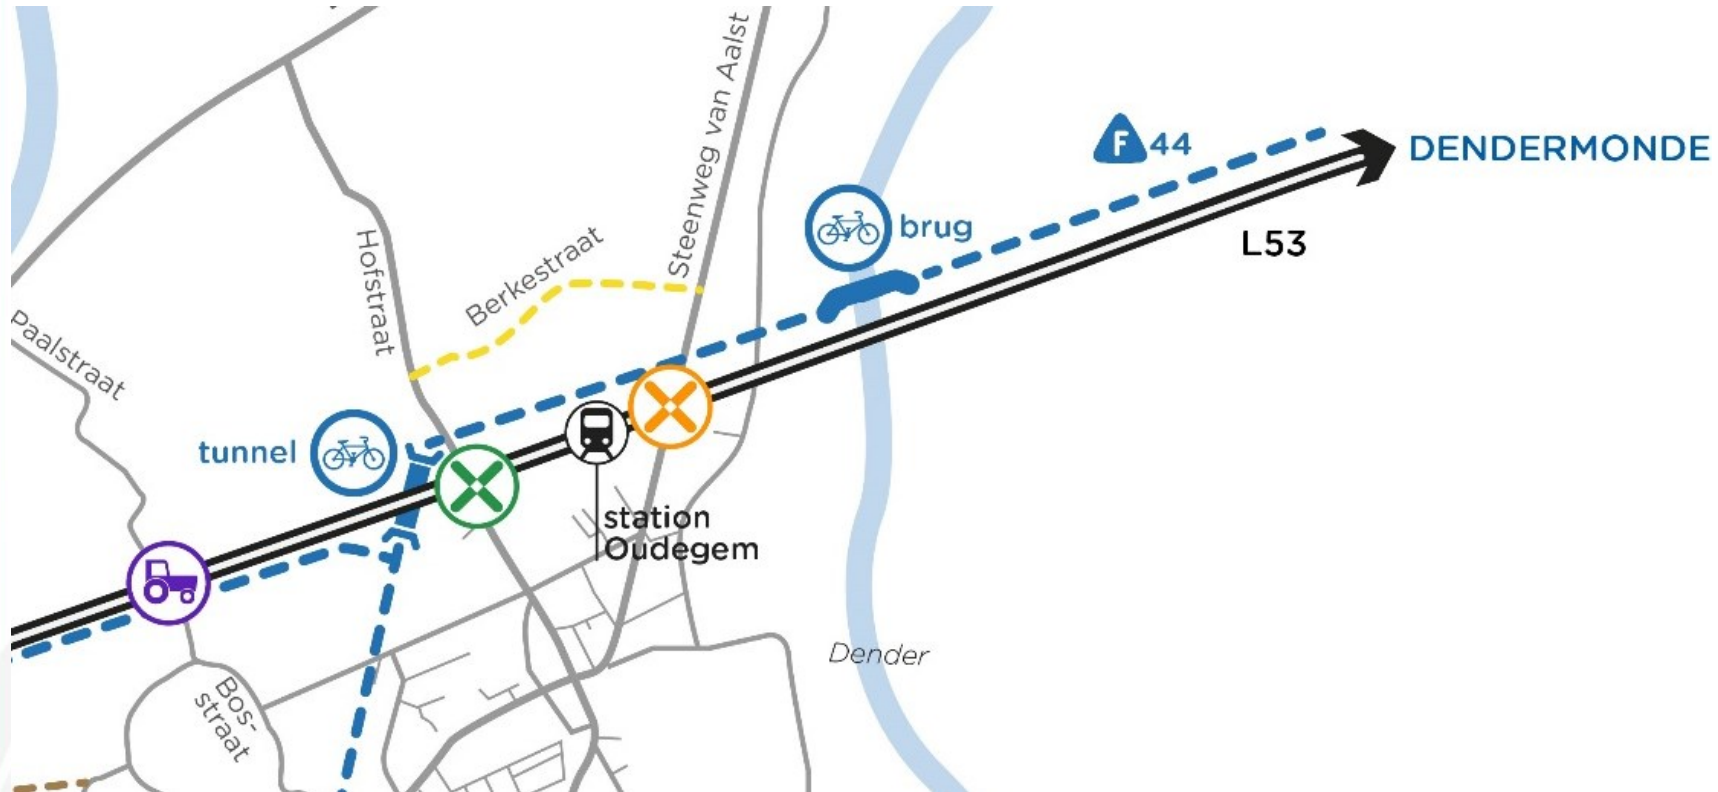 Steenweg van Aalst
F 44
DENDERMONDE
brug
L53
Hofstraat
Berkestraat
Paalstraat
tunnel
station
Oudegem
Dender
Bos-
straat